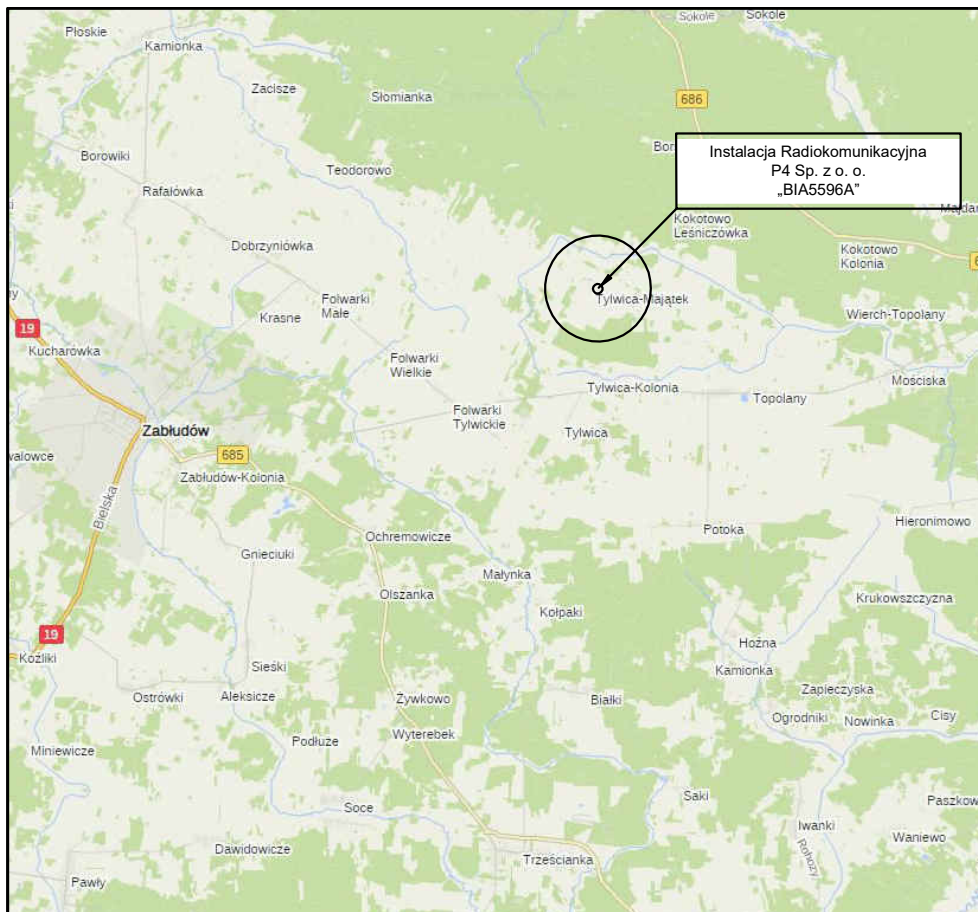 Sokole
Sokole
Płoskie
Kamionka
Zacisze
Słomianka
686
Instalacja Radiokomunikacyjna
P4 Sp. z o. o.
„BIA5596A”
Borowiki
Teodorowo
Rafałówka
Kokotowo
Leśniczówka
Dobrzyniówka
Kokotowo
Kolonia
Folwarki
Małe
Tylwica-Majątek
Krasne
Wierch-Topolany
19
Kucharówka
Folwarki
Wielkie
Mościska
Tylwica-Kolonia
Topolany
Folwarki
Tylwickie
Zabłudów
Tylwica
685
Zabłudów-Kolonia
Bielska
Hieronimowo
Potoka
Ochremowicze
Gnieciuki
Małynka
Olszanka
Krukowszczyzna
Kołpaki
19
Hoźna
Koźliki
Sieśki
Kamionka
Zapieczyska
Ostrówki
Aleksicze
Żywkowo
Białki
Ogrodniki
Nowinka
Cisy
Wyterebek
Podłuże
Miniewicze
Saki
Soce
Iwanki
Waniewo
Rohozy
Dawidowicze
Trześcianka
Pawły